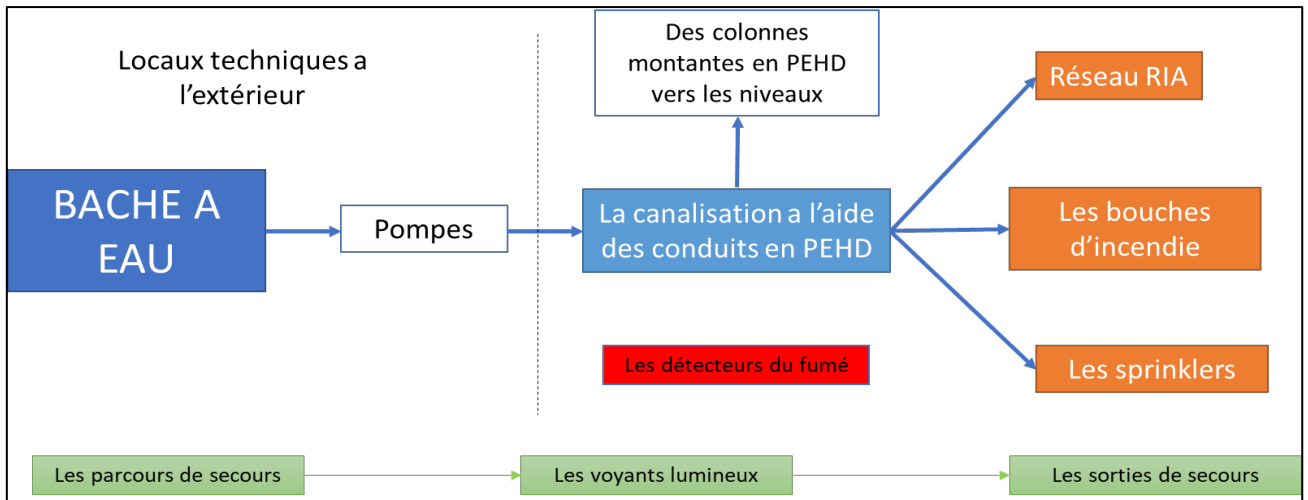 Locaux techniques a
l’extérieur
Des colonnes
montantes en PEHD
vers les niveaux
Réseau RIA
BACHE A
EAU
Pompes
La canalisation a l’aide
des conduits en PEHD
Les bouches
d’incendie
Les détecteurs du fumé
Les sprinklers
Les parcours de secours
Les voyants lumineux
Les sorties de secours